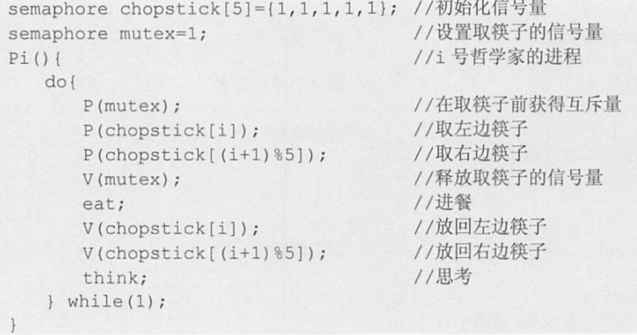 semaphore chopstick[5]={1,1,1,1,1}; //初始化信号量
semaphore mutex=1; //设置取筷子的信号量
Pi(){ //i 号哲学家的进程
do{
P(mutex); //在取筷子前获得互斥量
P(chopstick[i]); //取左边筷子
P(chopstick[(i+1)%5]); //取右边筷子
V(mutex); //释放取筷子的信号量
eat; //进餐
V(chopstick[i]); //放回左边筷子
V(chopstick[(i+1)%5]); //放回右边筷子
think; //思考
} while(1);
}